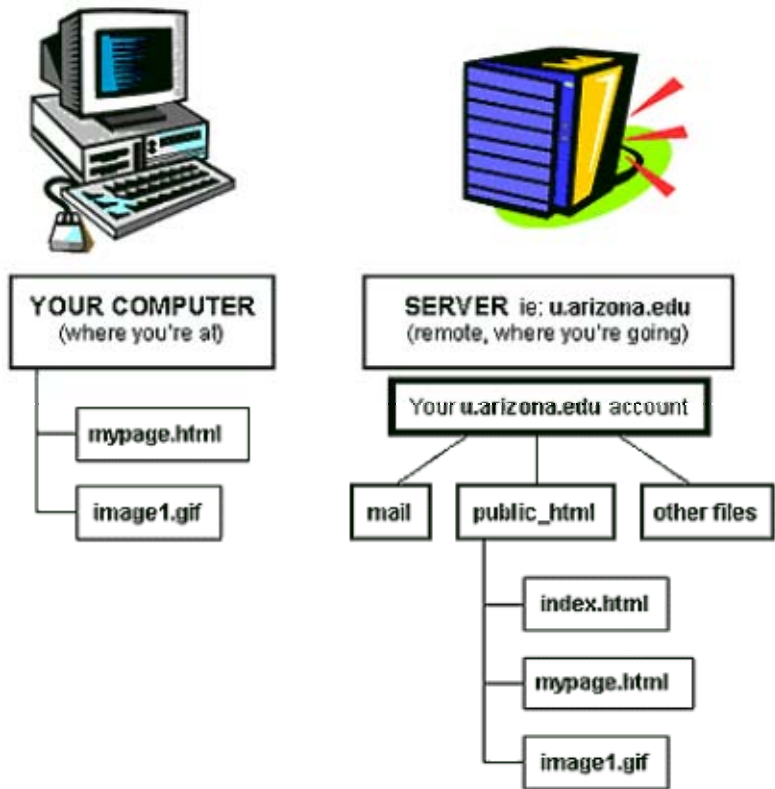 YOUR COMPUTER
(where you're at)
mypage.html
image1.gif
SERVER ie: u.arizona.edu
(remote, where you're going)
Your u.arizona.edu account
mail
public_html
other files
index.html
mypage.html
image1.gif